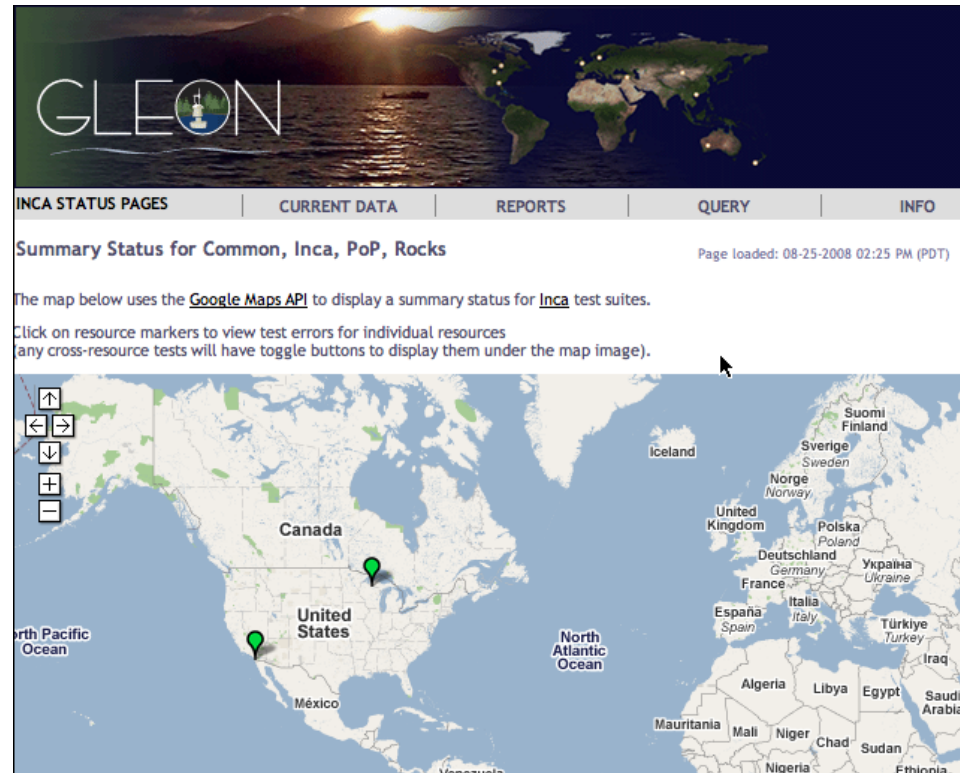 GLEON
INCA STATUS PAGES
CURRENT DATA
REPORTS
QUERY
INFO
Summary Status for Common, Inca, PoP, Rocks
Page loaded: 08-25-2008 02:25 PM (PDT)
The map below uses the Google Maps API to display a summary status for Inca test suites.
Click on resource markers to view test errors for individual resources
(any cross-resource tests will have toggle buttons to display them under the map image).
Suomi
Finland
Iceland
Sverige
Sweden
Norge
Norway
United
Kingdom
Canada
Polska
Poland
Deutschland
Germany
Україна
Ukraine
France
United
States
Italia
Italy
España
Spain
Türkiye
Turkey
rth Pacific
Ocean
North
Atlantic
Ocean
Iraq
Algeria
Libya
Egypt
Saudi
Arabia
México
Mauritania
Mali
Niger
Chad
Sudan
Nigeria
Ethiopia
Venezuela